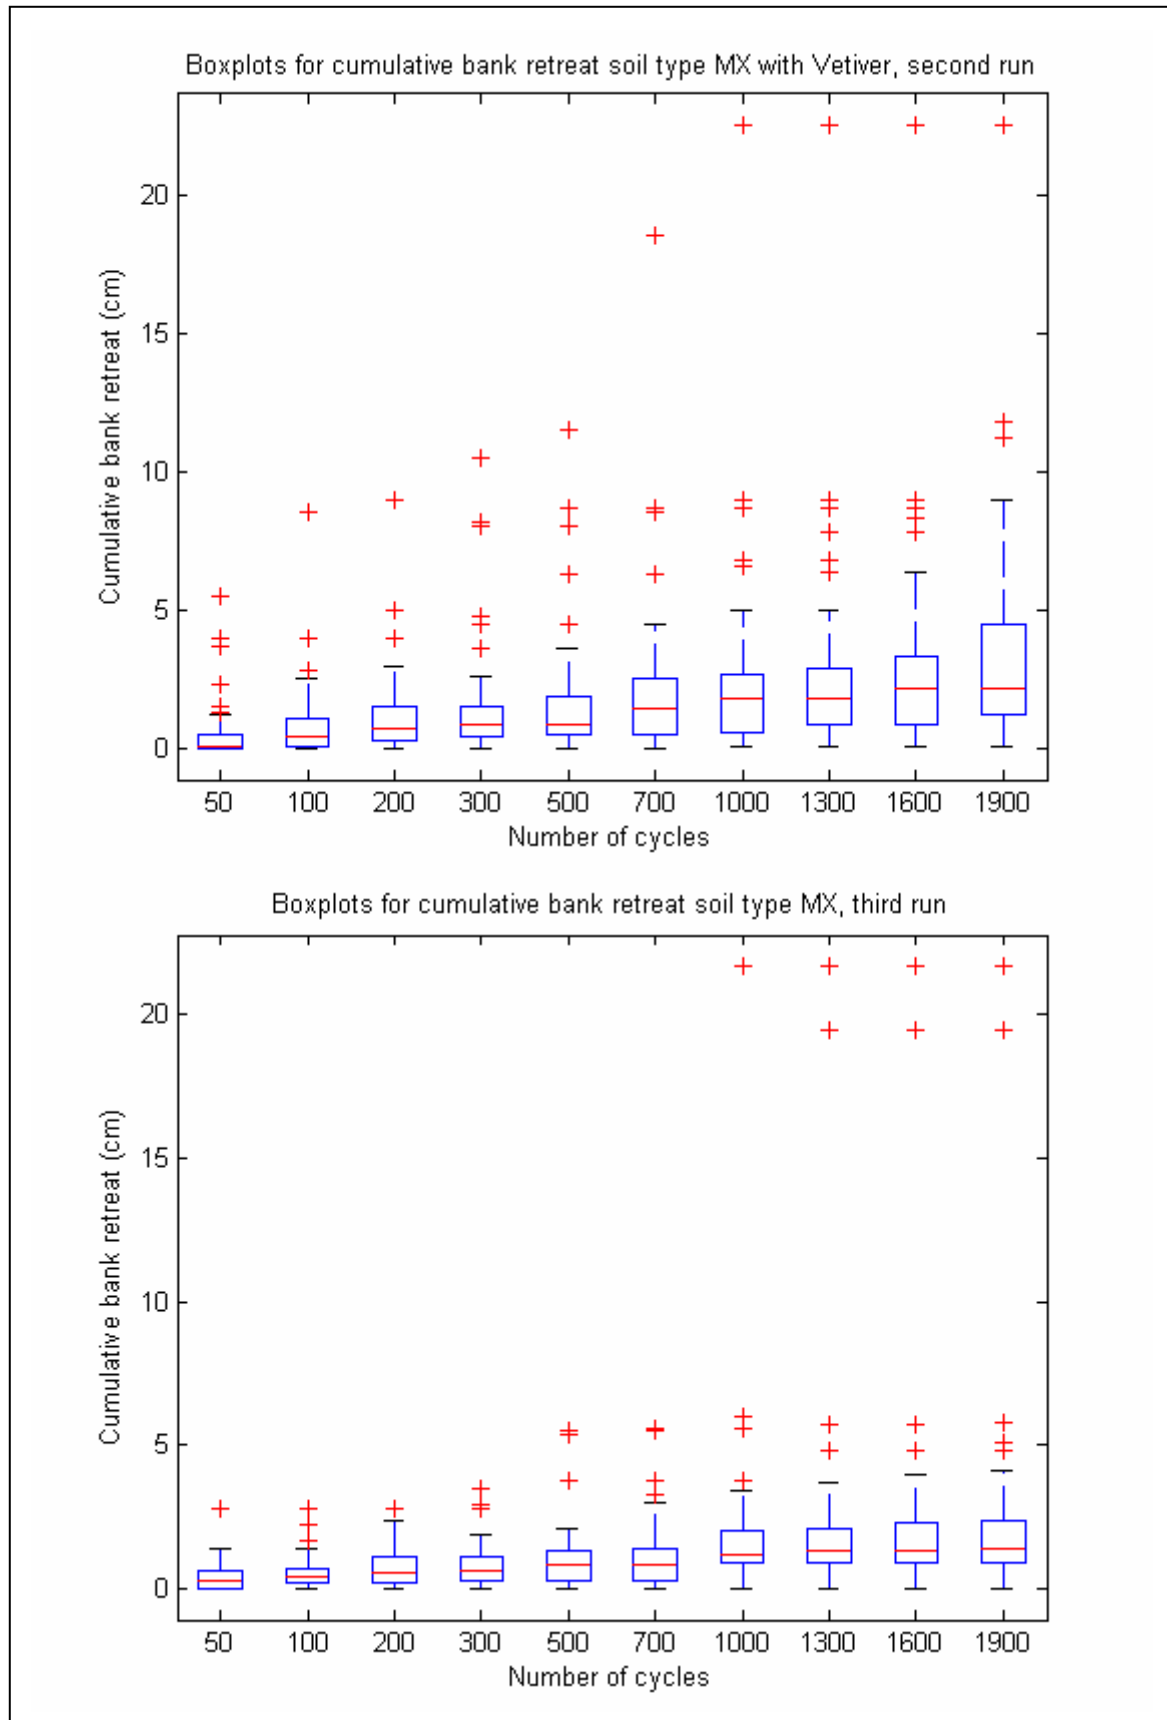 Boxplots for cumulative bank retreat soil type MX with Vetiver, second run
20
15
10
5
0
Cumulative bank retreat (cm)
50 100 200 300 500 700 1000 1300 1600 1900
Number of cycles
Boxplots for cumulative bank retreat soil type MX, third run
20
15
10
5
0
Cumulative bank retreat (cm)
50 100 200 300 500 700 1000 1300 1600 1900
Number of cycles